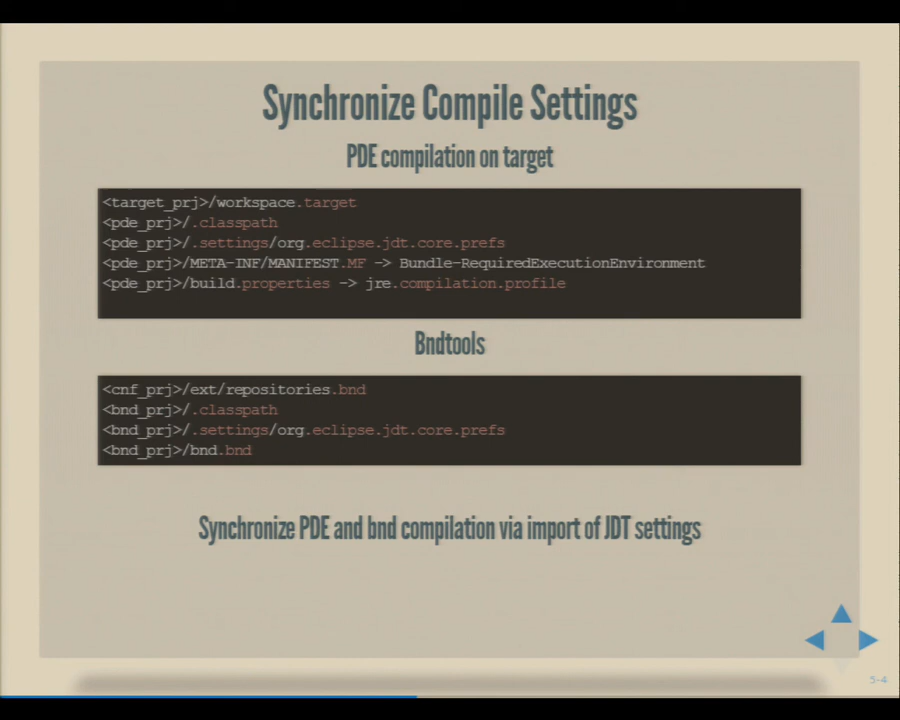 Synchronize Compile Settings
PDE compilation on target
<target_prj>/workspace.target
<pde_prj>/.classpath
<pde_prj>/.settings/org.eclipse.jdt.core.prefs
<pde_prj>/META-INF/MANIFEST.MF -> Bundle-RequiredExecutionEnvironment
<pde_prj>/build.properties -> jre.compilation.profile
Bndtools
<cnf_prj>/ext/repositories.bnd
<bnd_prj>/.classpath
<bnd_prj>/.settings/org.eclipse.jdt.core.prefs
<bnd_prj>/bnd.bnd
Synchronize PDE and bnd compilation via import of JDT settings
5-4